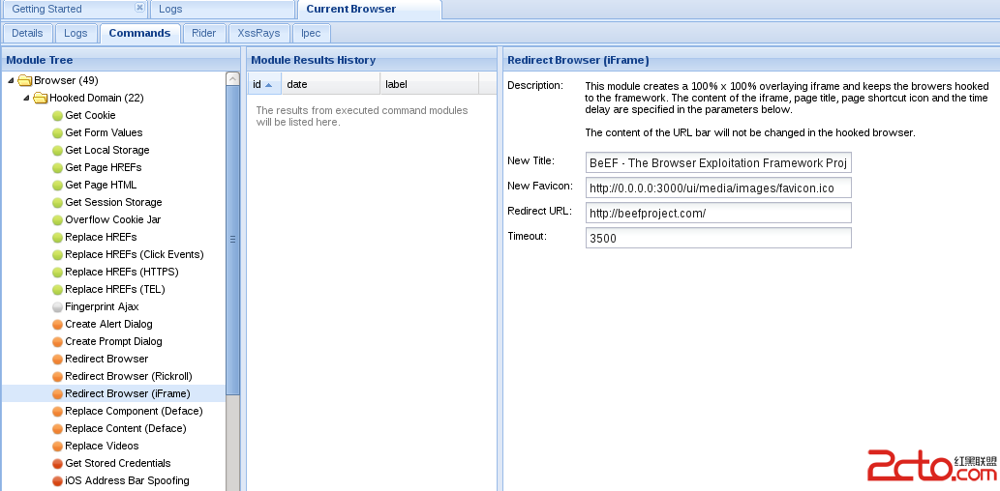 Getting Started
Logs
Current Browser
Details
Logs
Commands
Rider
XssRays
Ipec
Module Tree
Browser (49)
Hooked Domain (22)
Get Cookie
Get Form Values
Get Local Storage
Get Page HREFs
Get Page HTML
Get Session Storage
Overflow Cookie Jar
Replace HREFs
Replace HREFs (Click Events)
Replace HREFs (HTTPS)
Replace HREFs (TEL)
Fingerprint Ajax
Create Alert Dialog
Create Prompt Dialog
Redirect Browser
Redirect Browser (Rickroll)
Redirect Browser (iFrame)
Replace Component (Deface)
Replace Content (Deface)
Replace Videos
Get Stored Credentials
iOS Address Bar Spoofing
Module Results History
id date label
The results from executed command modules
will be listed here.
Redirect Browser (iFrame)
Description:
This module creates a 100% x 100% overlaying iframe and keeps the browers hooked
to the framework. The content of the iframe, page title, page shortcut icon and the time
delay are specified in the parameters below.
The content of the URL bar will not be changed in the hooked browser.
New Title: BeEF - The Browser Exploitation Framework Proj
New Favicon: http://0.0.0.0:3000/ui/media/images/favicon.ico
Redirect URL: http://beefproject.com/
Timeout: 3500
2cto 红黑联盟
.com